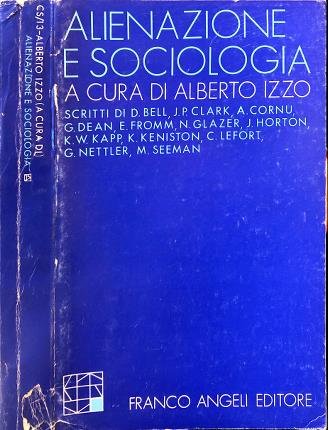 ALIENAZIONE
E SOCIOLOGIA
A CURA DI ALBERTO IZZO
SCRITTI DI D. BELL, J.P. CLARK, A. CORNU,
G. DEAN, E. FROMM, N. GLAZER, J. HORTON,
K. W. KAPP, K. KENISTON, C. LEFORT,
G. NETTLER, M. SEEMAN
FRANCO ANGELI EDITORE
CS/13-ALBERTO IZZO (A CURA DI)
ALIENAZIONE E SOCIOLOGIA